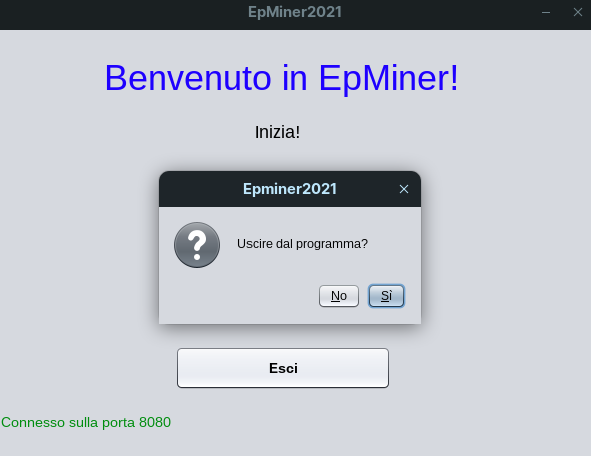 EpMiner2021
Benvenuto in EpMiner!
Inizia!
Epminer2021
Uscire dal programma?
No
Sì
Esci
Connesso sulla porta 8080